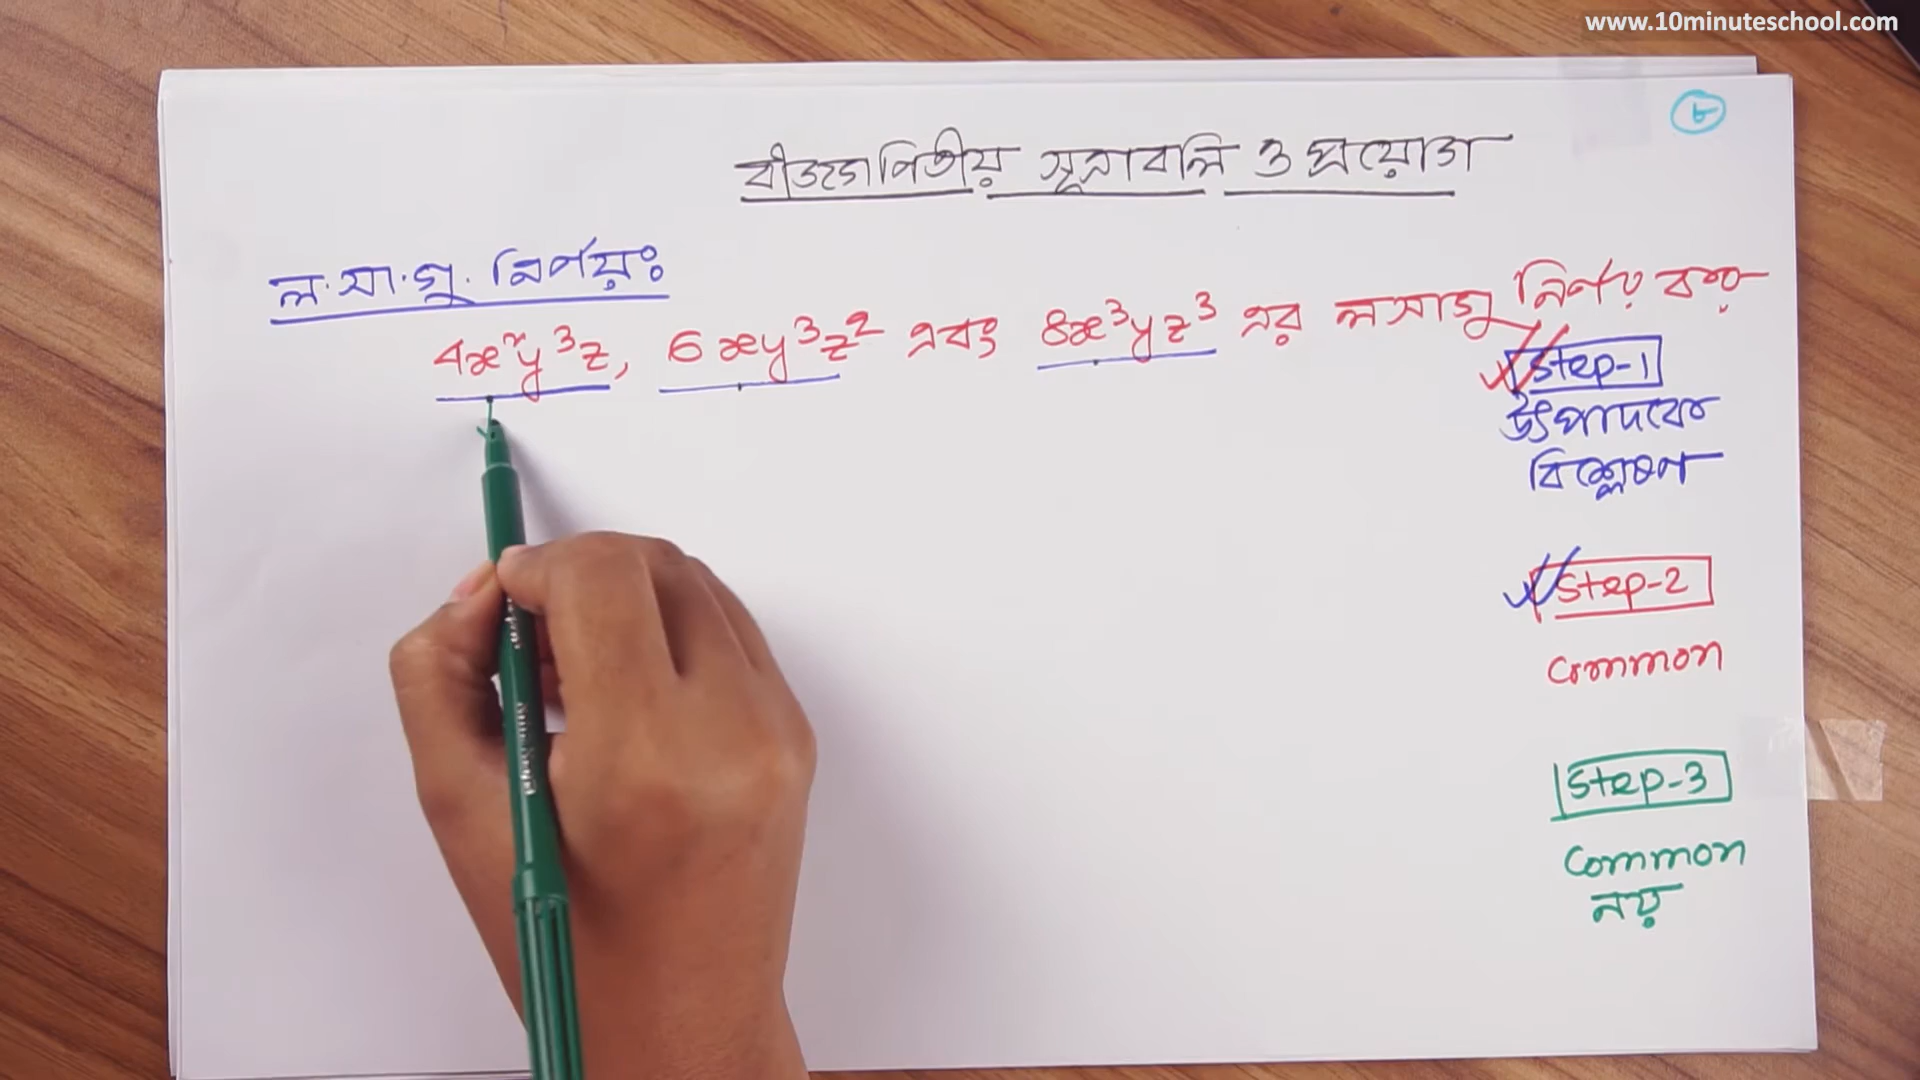 www.10minuteschool.com
৮
বীজগাণিতীয় সূত্রাবলি ও প্রয়োগ
ল.সা.গু. নির্ণয়ঃ
4x²y³z, 6xy³z² এবং 8x³yz³ এর লসাগু নির্ণয় কর
Step-1
উৎপাদকের
বিশ্লেষণ
Step-2
common
Step-3
common
নয়